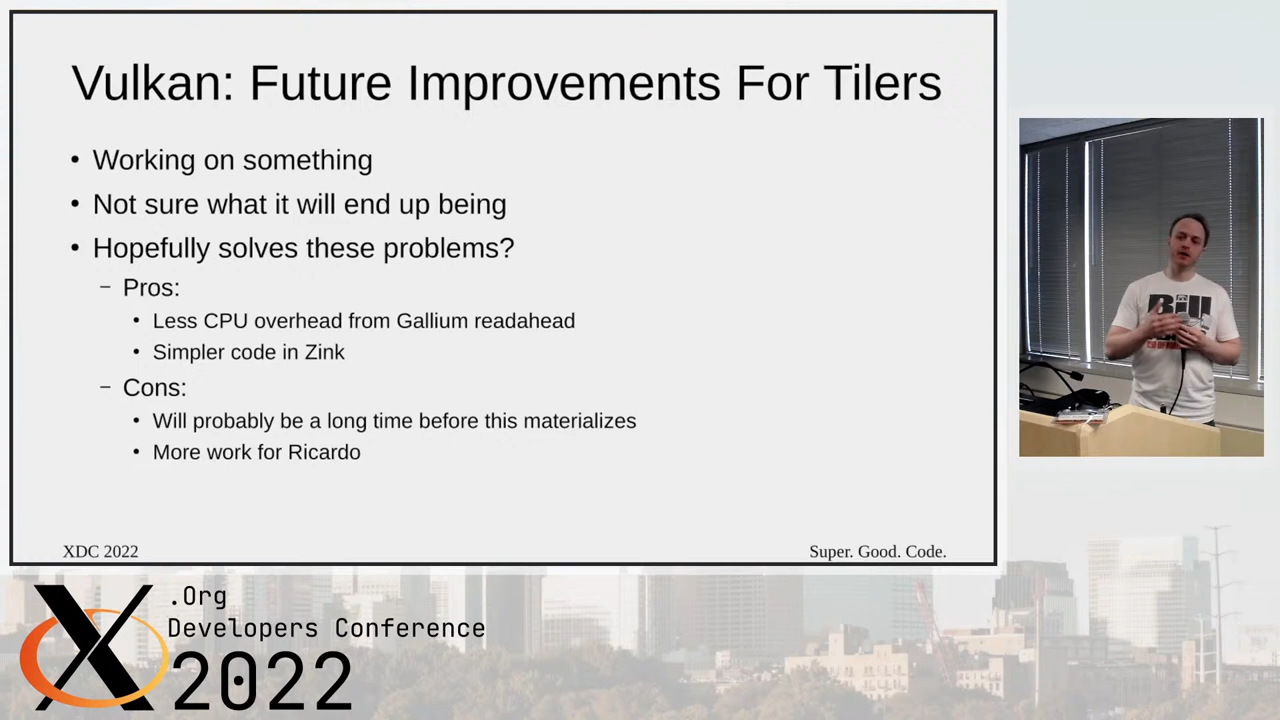 Vulkan: Future Improvements For Tilers
• Working on something
• Not sure what it will end up being
• Hopefully solves these problems?
– Pros:
• Less CPU overhead from Gallium readahead
• Simpler code in Zink
– Cons:
• Will probably be a long time before this materializes
• More work for Ricardo
XDC 2022
Super. Good. Code.
Bill
X.Org
Developers Conference
2022